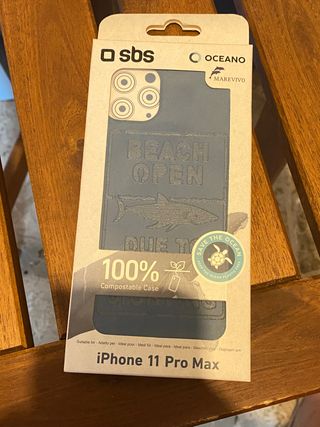 sbs
OCEANO
MAREVIVO
BEACH
OPEN
DUE TO
SAVE THE OCEAN
100%
Compostable Case
iPhone 11 Pro Max